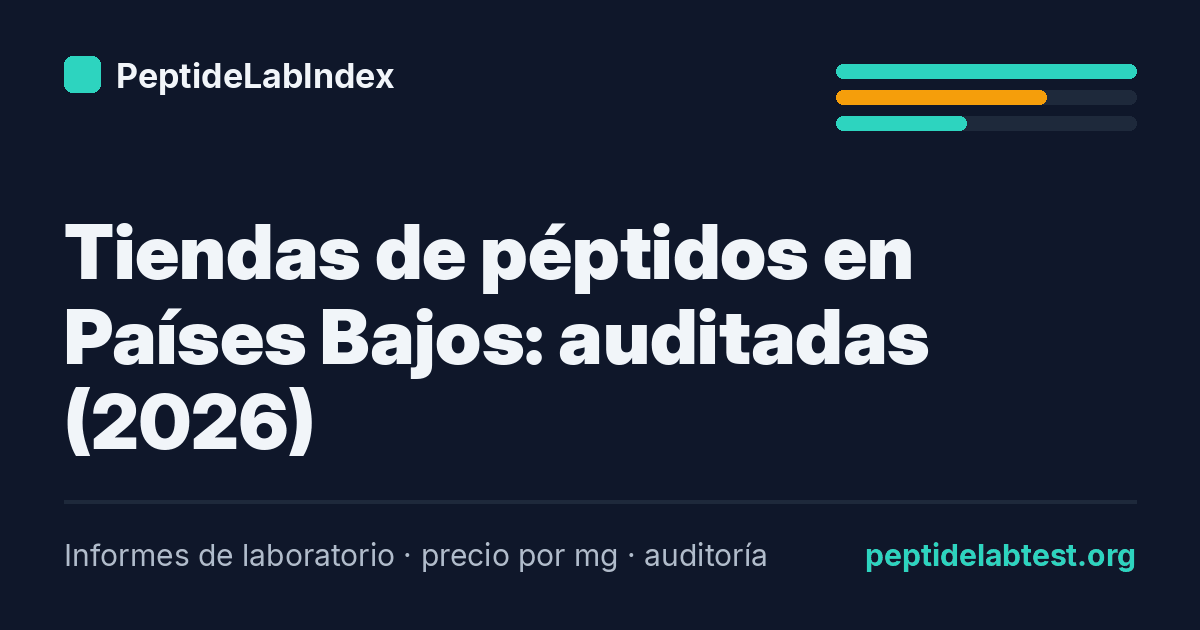 PeptideLabIndex
Tiendas de péptidos en
Países Bajos: auditadas
(2026)
Informes de laboratorio · precio por mg · auditoría
peptidelabtest.org